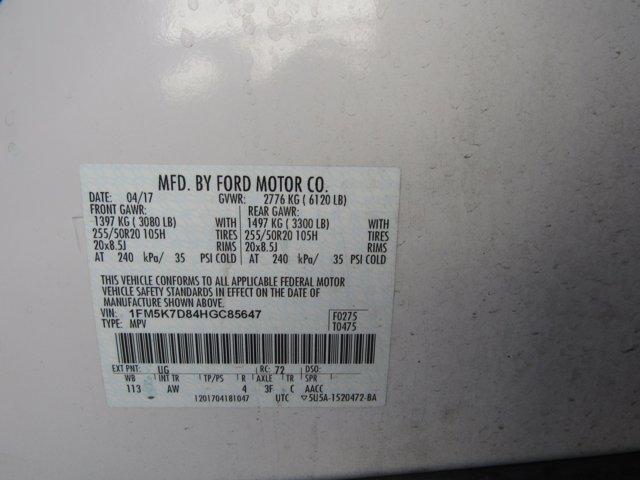 MFD. BY FORD MOTOR CO.
DATE: 04/17 GVWR: 2776 KG ( 6120 LB)
FRONT GAWR: REAR GAWR:
1397 KG ( 3080 LB) WITH 1497 KG ( 3300 LB) WITH
255/50R20 105H TIRES 255/50R20 105H TIRES
20x8.5J RIMS 20x8.5J RIMS
AT 240 kPa/ 35 PSI COLD AT 240 kPa/ 35 PSI COLD
THIS VEHICLE CONFORMS TO ALL APPLICABLE FEDERAL MOTOR
VEHICLE SAFETY STANDARDS IN EFFECT ON THE DATE OF
MANUFACTURE SHOWN ABOVE.
VIN: 1FM5K7D84HGC85647 F0275
TYPE: MPV T0475
EXT PNT: UG RC: 72 DSO:
WB INT TR TP/PS R AXLE TR SPR
113 AW 4 3F C AACC
1201704181047 UTC ▽5U5A-1520472-BA